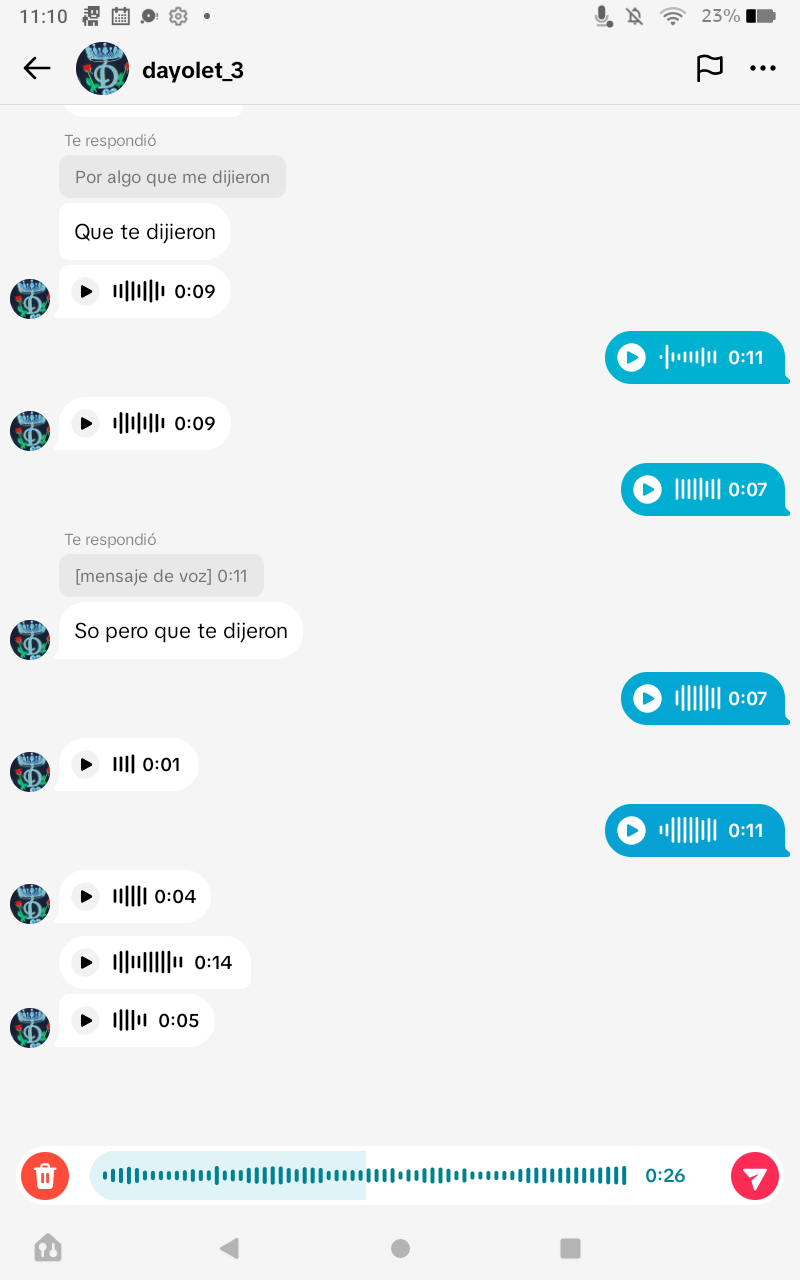 11:10
23%
dayolet_3
Te respondió
Por algo que me dijieron
Que te dijieron
0:09
0:11
0:09
0:07
Te respondió
[mensaje de voz] 0:11
So pero que te dijeron
0:07
0:01
0:11
0:04
0:14
0:05
0:26